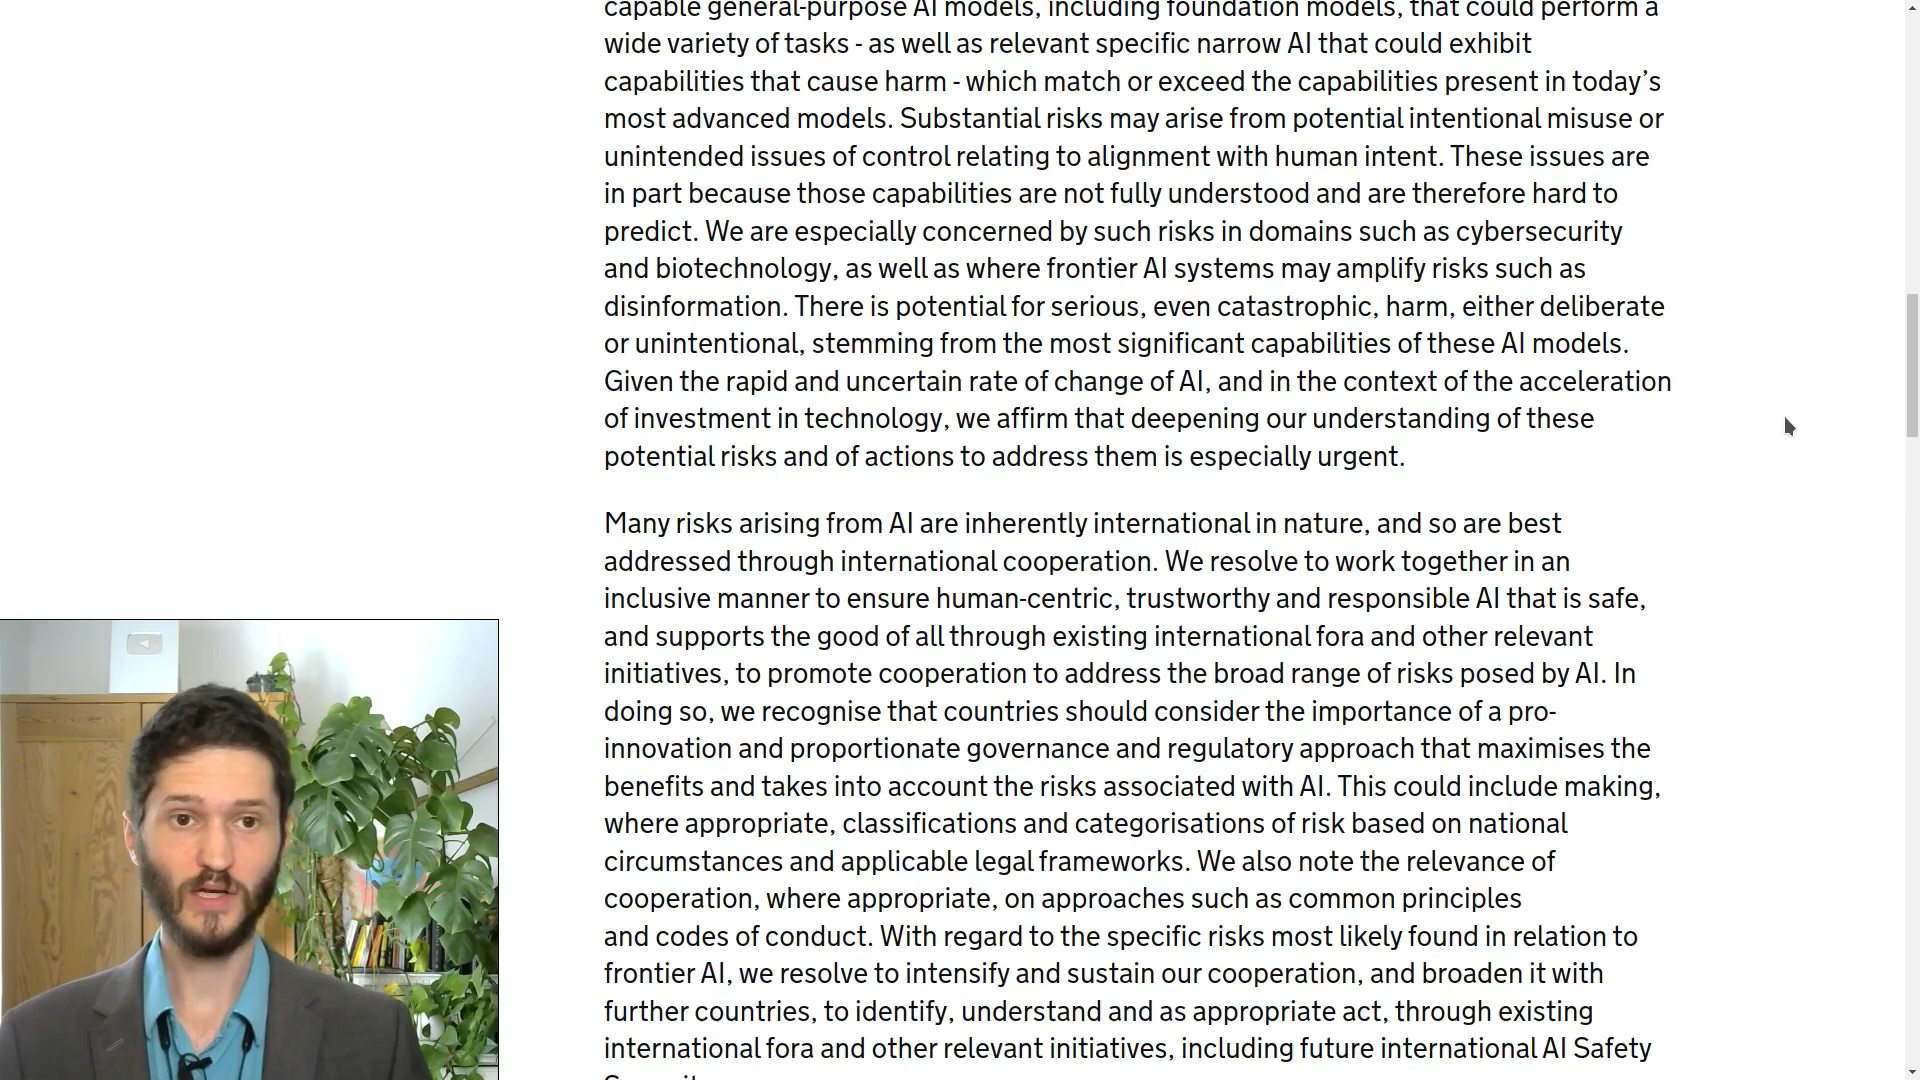 capable general-purpose AI models, including foundation models, that could perform a
wide variety of tasks - as well as relevant specific narrow AI that could exhibit
capabilities that cause harm - which match or exceed the capabilities present in today’s
most advanced models. Substantial risks may arise from potential intentional misuse or
unintended issues of control relating to alignment with human intent. These issues are
in part because those capabilities are not fully understood and are therefore hard to
predict. We are especially concerned by such risks in domains such as cybersecurity
and biotechnology, as well as where frontier AI systems may amplify risks such as
disinformation. There is potential for serious, even catastrophic, harm, either deliberate
or unintentional, stemming from the most significant capabilities of these AI models.
Given the rapid and uncertain rate of change of AI, and in the context of the acceleration
of investment in technology, we affirm that deepening our understanding of these
potential risks and of actions to address them is especially urgent.
Many risks arising from AI are inherently international in nature, and so are best
addressed through international cooperation. We resolve to work together in an
inclusive manner to ensure human-centric, trustworthy and responsible AI that is safe,
and supports the good of all through existing international fora and other relevant
initiatives, to promote cooperation to address the broad range of risks posed by AI. In
doing so, we recognise that countries should consider the importance of a pro-
innovation and proportionate governance and regulatory approach that maximises the
benefits and takes into account the risks associated with AI. This could include making,
where appropriate, classifications and categorisations of risk based on national
circumstances and applicable legal frameworks. We also note the relevance of
cooperation, where appropriate, on approaches such as common principles
and codes of conduct. With regard to the specific risks most likely found in relation to
frontier AI, we resolve to intensify and sustain our cooperation, and broaden it with
further countries, to identify, understand and as appropriate act, through existing
international fora and other relevant initiatives, including future international AI Safety